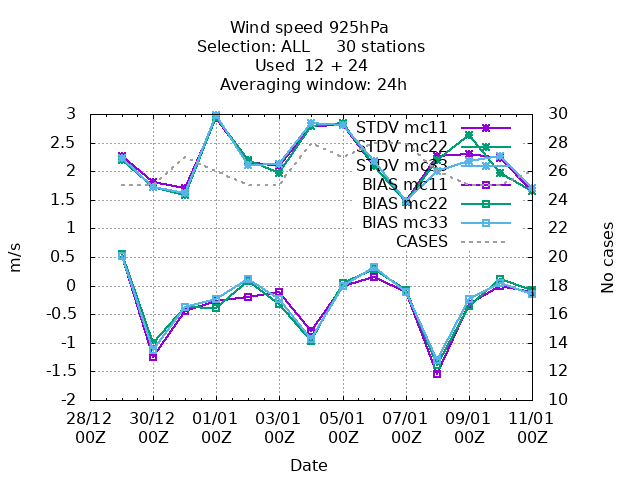 Wind speed 925hPa
Selection: ALL 30 stations
Used 12 + 24
Averaging window: 24h
3
2.5
2
1.5
1
0.5
0
-0.5
-1
-1.5
-2
m/s
30
28
26
24
22
20
18
16
14
12
10
No cases
STDV mc11
STDV mc22
STDV mc33
BIAS mc11
BIAS mc22
BIAS mc33
CASES
28/12 30/12 01/01 03/01 05/01 07/01 09/01 11/01
00Z 00Z 00Z 00Z 00Z 00Z 00Z 00Z
Date